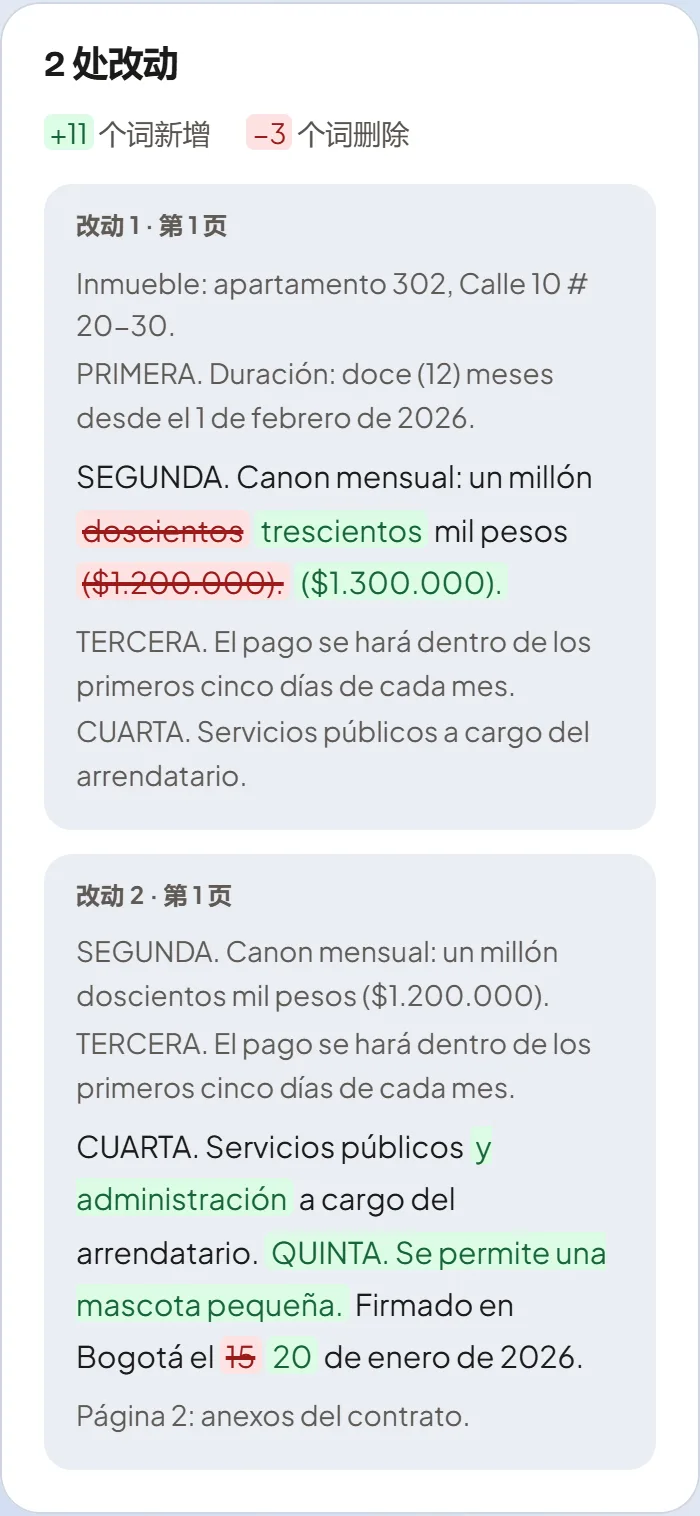 2 处改动
+11 个词新增 −3 个词删除
改动 1 · 第 1 页
Inmueble: apartamento 302, Calle 10 #
20–30.
PRIMERA. Duración: doce (12) meses
desde el 1 de febrero de 2026.
SEGUNDA. Canon mensual: un millón
doscientos trescientos mil pesos
($1.200.000). ($1.300.000).
TERCERA. El pago se hará dentro de los
primeros cinco días de cada mes.
CUARTA. Servicios públicos a cargo del
arrendatario.
改动 2 · 第 1 页
SEGUNDA. Canon mensual: un millón
doscientos mil pesos ($1.200.000).
TERCERA. El pago se hará dentro de los
primeros cinco días de cada mes.
CUARTA. Servicios públicos y
administración a cargo del
arrendatario. QUINTA. Se permite una
mascota pequeña. Firmado en
Bogotá el 15 20 de enero de 2026.
Página 2: anexos del contrato.